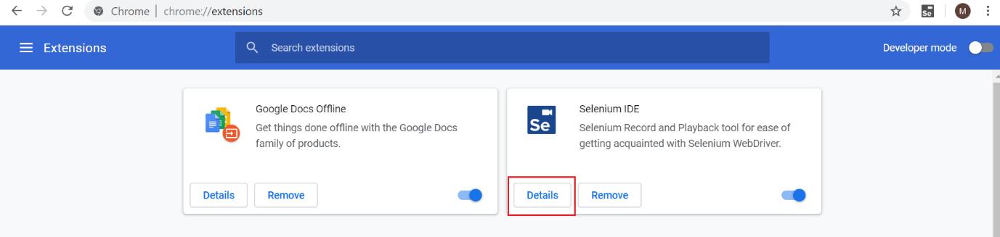 Chrome | chrome://extensions
Se
M
Extensions
Search extensions
Developer mode
Google Docs Offline
Get things done offline with the Google Docs
family of products.
Details
Remove
Se
Selenium IDE
Selenium Record and Playback tool for ease of
getting acquainted with Selenium WebDriver.
Details
Remove